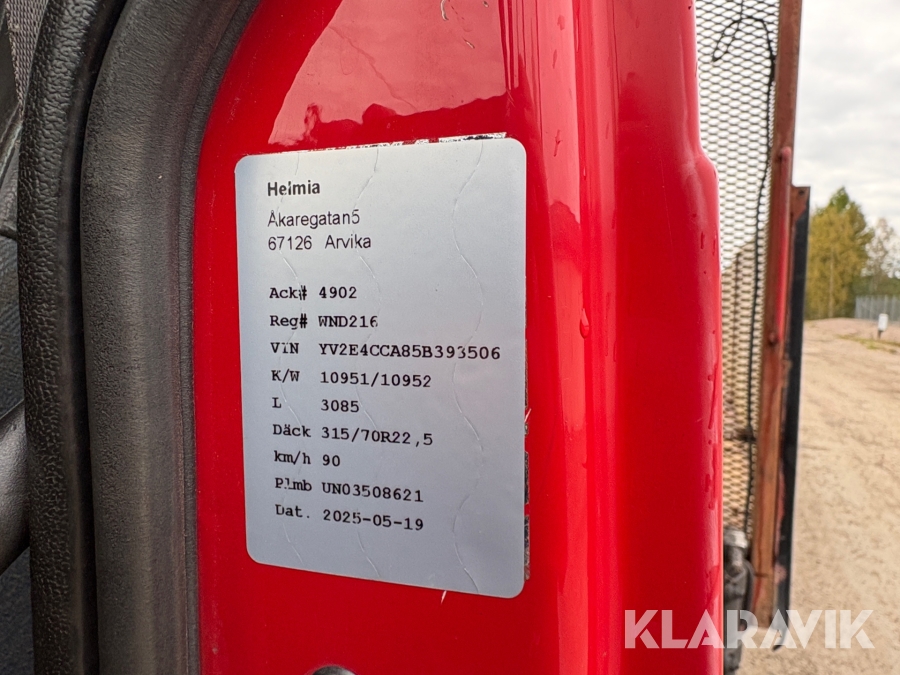 Helmia
Åkaregatan5
67126 Arvika
Ack# 4902
Reg# WND216
VIN YV2E4CCA85B393506
K/W 10951/10952
L 3085
Däck 315/70R22,5
km/h 90
Plmb UN03508621
Dat. 2025-05-19
KLARAVIK